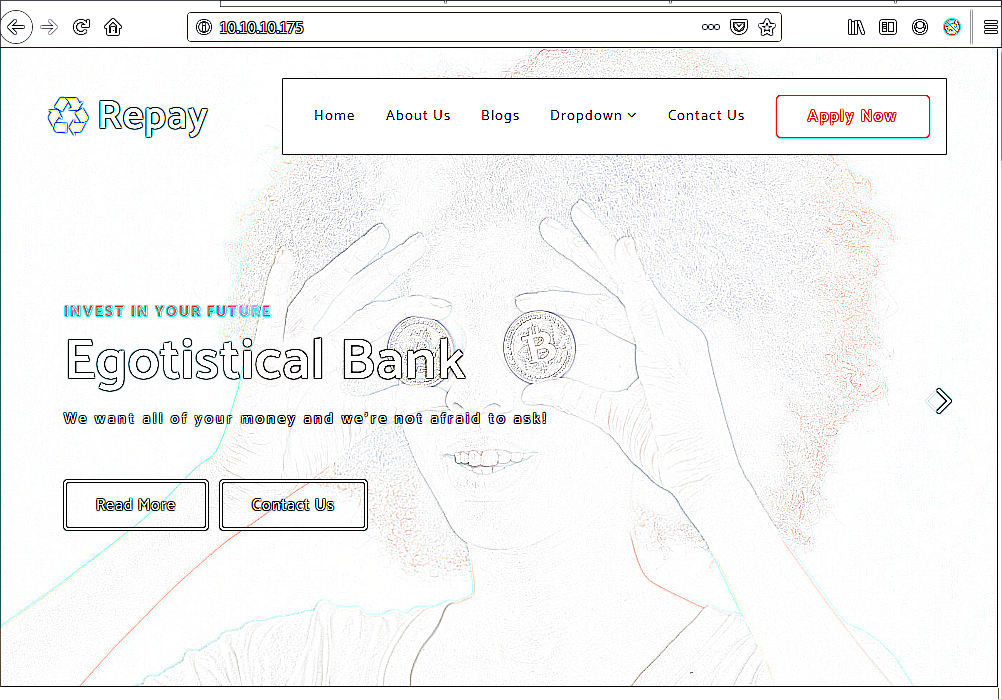 10.10.10.175
Repay
Home About Us Blogs Dropdown Contact Us Apply Now
INVEST IN YOUR FUTURE
Egotistical Bank
We want all of your money and we're not afraid to ask!
Read More Contact Us